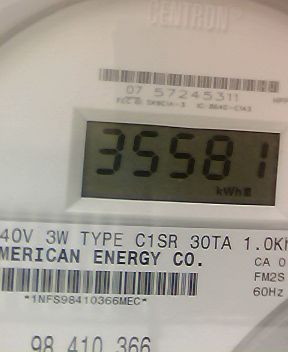 CENTRON®
07 57245311
35581
kWh
40V 3W TYPE C1SR 30TA 1.0Kh
MERICAN ENERGY CO.
CA 0
FM2S
60Hz
*1NFS98410366MEC*
98 410 366